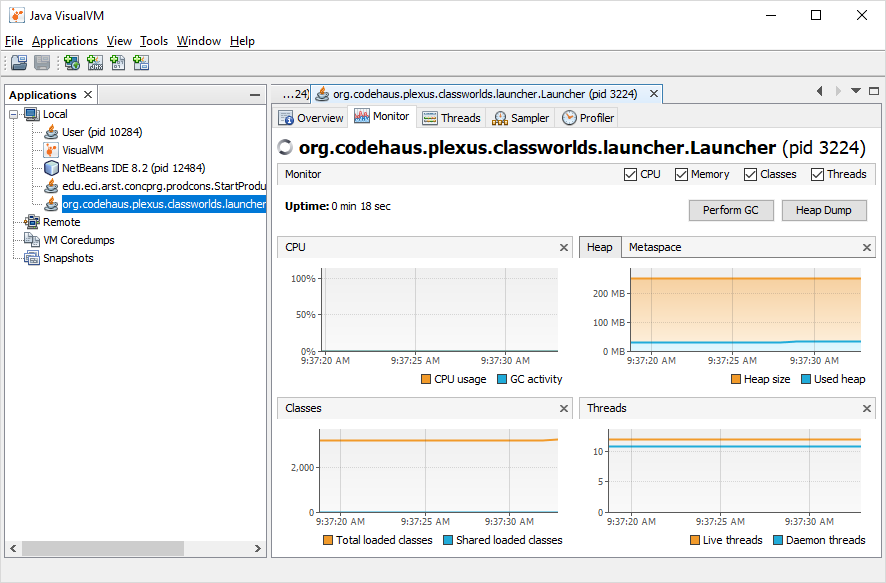 Java VisualVM
File Applications View Tools Window Help
Applications
Local
User (pid 10284)
VisualVM
NetBeans IDE 8.2 (pid 12484)
edu.eci.arst.concprg.prodcons.StartProdu
org.codehaus.plexus.classworlds.launcher
Remote
VM Coredumps
Snapshots
...24) org.codehaus.plexus.classworlds.launcher.Launcher (pid 3224)
Overview Monitor Threads Sampler Profiler
org.codehaus.plexus.classworlds.launcher.Launcher (pid 3224)
Monitor CPU Memory Classes Threads
Uptime: 0 min 18 sec
Perform GC Heap Dump
CPU
100%
50%
0%
9:37:20 AM 9:37:25 AM 9:37:30 AM
CPU usage GC activity
Heap Metaspace
200 MB
100 MB
0 MB
9:37:20 AM 9:37:25 AM 9:37:30 AM
Heap size Used heap
Classes
2,000
0
9:37:20 AM 9:37:25 AM 9:37:30 AM
Total loaded classes Shared loaded classes
Threads
10
5
0
9:37:20 AM 9:37:25 AM 9:37:30 AM
Live threads Daemon threads